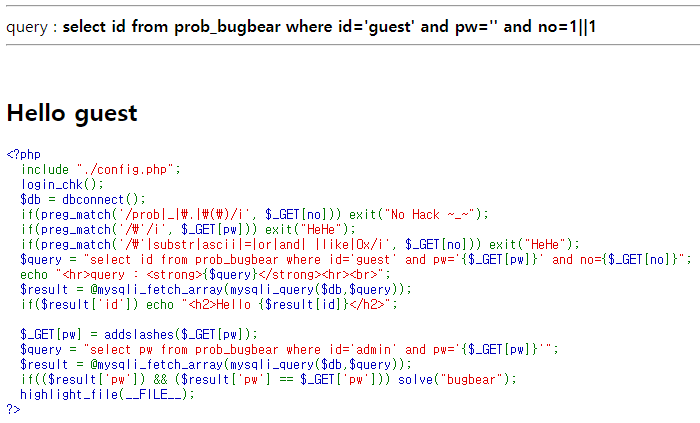 query : select id from prob_bugbear where id='guest' and pw='' and no=1||1
Hello guest
<?php
  include "./config.php";
  login_chk();
  $db = dbconnect();
  if(preg_match('/prob|_|₩.|₩(₩)/i', $_GET[no])) exit("No Hack ~_~");
  if(preg_match('/₩'/i', $_GET[pw])) exit("HeHe");
  if(preg_match('/₩'|substr|ascii|=|or|and| |like|0x/i', $_GET[no])) exit("HeHe");
  $query = "select id from prob_bugbear where id='guest' and pw='{$_GET[pw]}' and no={$_GET[no]}";
  echo "<hr>query : <strong>{$query}</strong><hr><br>";
  $result = @mysqli_fetch_array(mysqli_query($db,$query));
  if($result['id']) echo "<h2>Hello {$result[id]}</h2>";

  $_GET[pw] = addslashes($_GET[pw]);
  $query = "select pw from prob_bugbear where id='admin' and pw='{$_GET[pw]}'";
  $result = @mysqli_fetch_array(mysqli_query($db,$query));
  if(($result['pw']) && ($result['pw'] == $_GET['pw'])) solve("bugbear");
  highlight_file(__FILE__);
?>